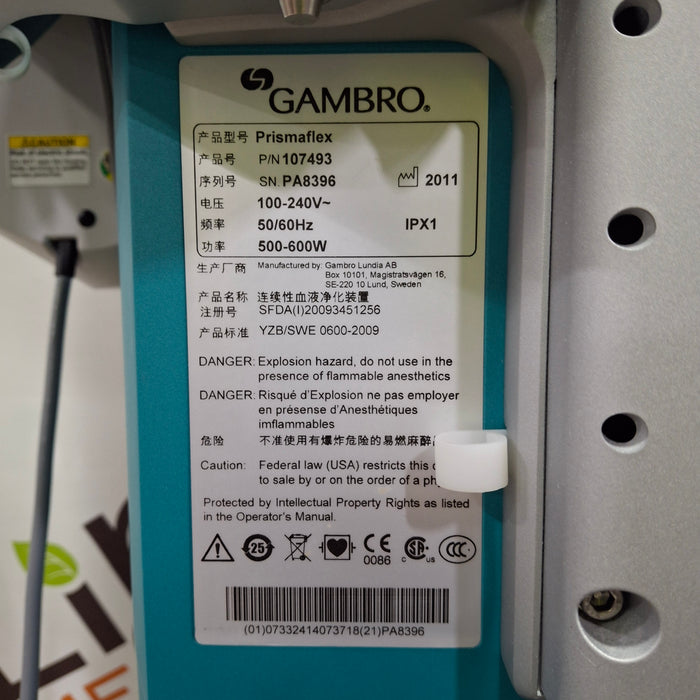 GAMBRO®
产品型号 Prismaflex
产品号 P/N 107493
序列号 SN. PA8396 2011
电压 100-240V~
频率 50/60Hz IPX1
功率 500-600W
生产厂商 Manufactured by: Gambro Lundia AB
Box 10101, Magistratsvägen 16,
SE-220 10 Lund, Sweden
产品名称 连续性血液净化装置
注册号 SFDA(I)20093451256
产品标准 YZB/SWE 0600-2009
DANGER: Explosion hazard, do not use in the
presence of flammable anesthetics
DANGER: Risqué d'Explosion ne pas employer
en présense d'Anesthétiques
imflammables
危险 不准使用有爆炸危险的易燃麻醉
Caution: Federal law (USA) restricts this
to sale by or on the order of a
Protected by Intellectual Property Rights as listed
in the Operator's Manual.
25 CE 0086 C SA US CCC
(01)07332414073718(21)PA8396
CAUTION